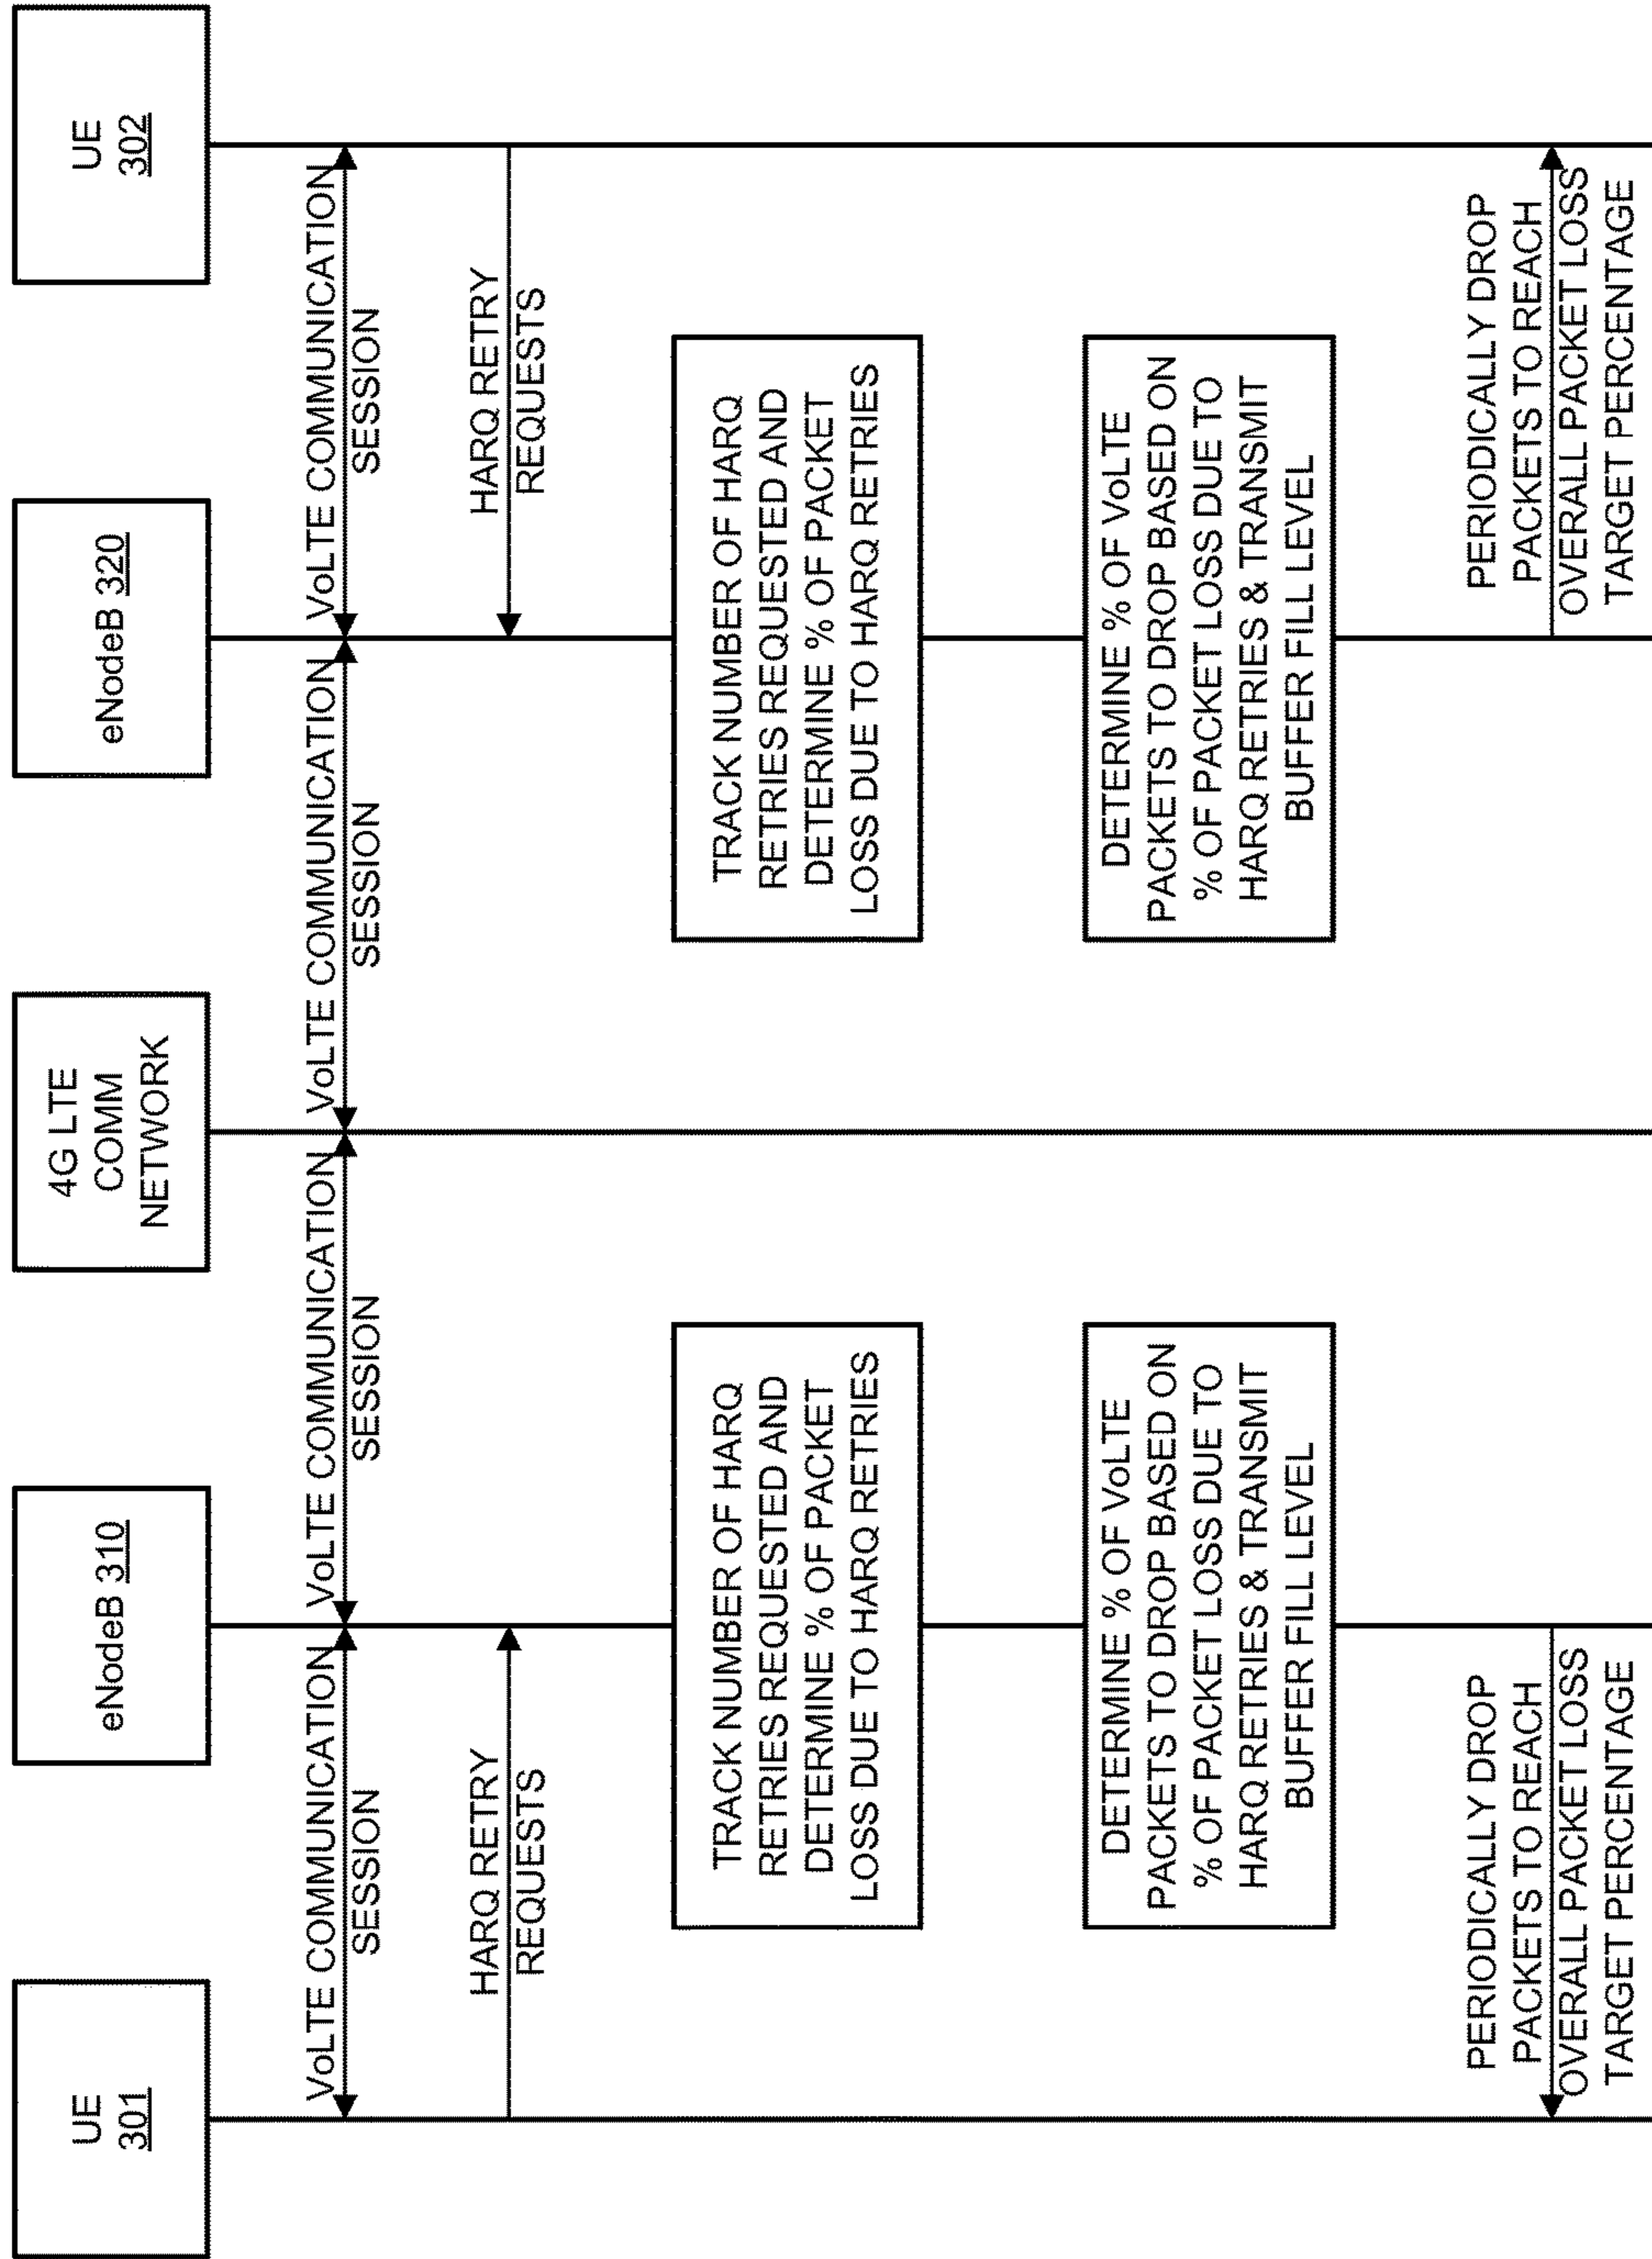 UE
301
eNodeB 310
4G LTE
COMM
NETWORK
eNodeB 320
UE
302
VoLTE COMMUNICATION
SESSION
VoLTE COMMUNICATION
SESSION
VoLTE COMMUNICATION
SESSION
VoLTE COMMUNICATION
SESSION
HARQ RETRY
REQUESTS
HARQ RETRY
REQUESTS
TRACK NUMBER OF HARQ
RETRIES REQUESTED AND
DETERMINE % OF PACKET
LOSS DUE TO HARQ RETRIES
TRACK NUMBER OF HARQ
RETRIES REQUESTED AND
DETERMINE % OF PACKET
LOSS DUE TO HARQ RETRIES
DETERMINE % OF VoLTE
PACKETS TO DROP BASED ON
% OF PACKET LOSS DUE TO
HARQ RETRIES & TRANSMIT
BUFFER FILL LEVEL
DETERMINE % OF VoLTE
PACKETS TO DROP BASED ON
% OF PACKET LOSS DUE TO
HARQ RETRIES & TRANSMIT
BUFFER FILL LEVEL
PERIODICALLY DROP
PACKETS TO REACH
OVERALL PACKET LOSS
TARGET PERCENTAGE
PERIODICALLY DROP
PACKETS TO REACH
OVERALL PACKET LOSS
TARGET PERCENTAGE